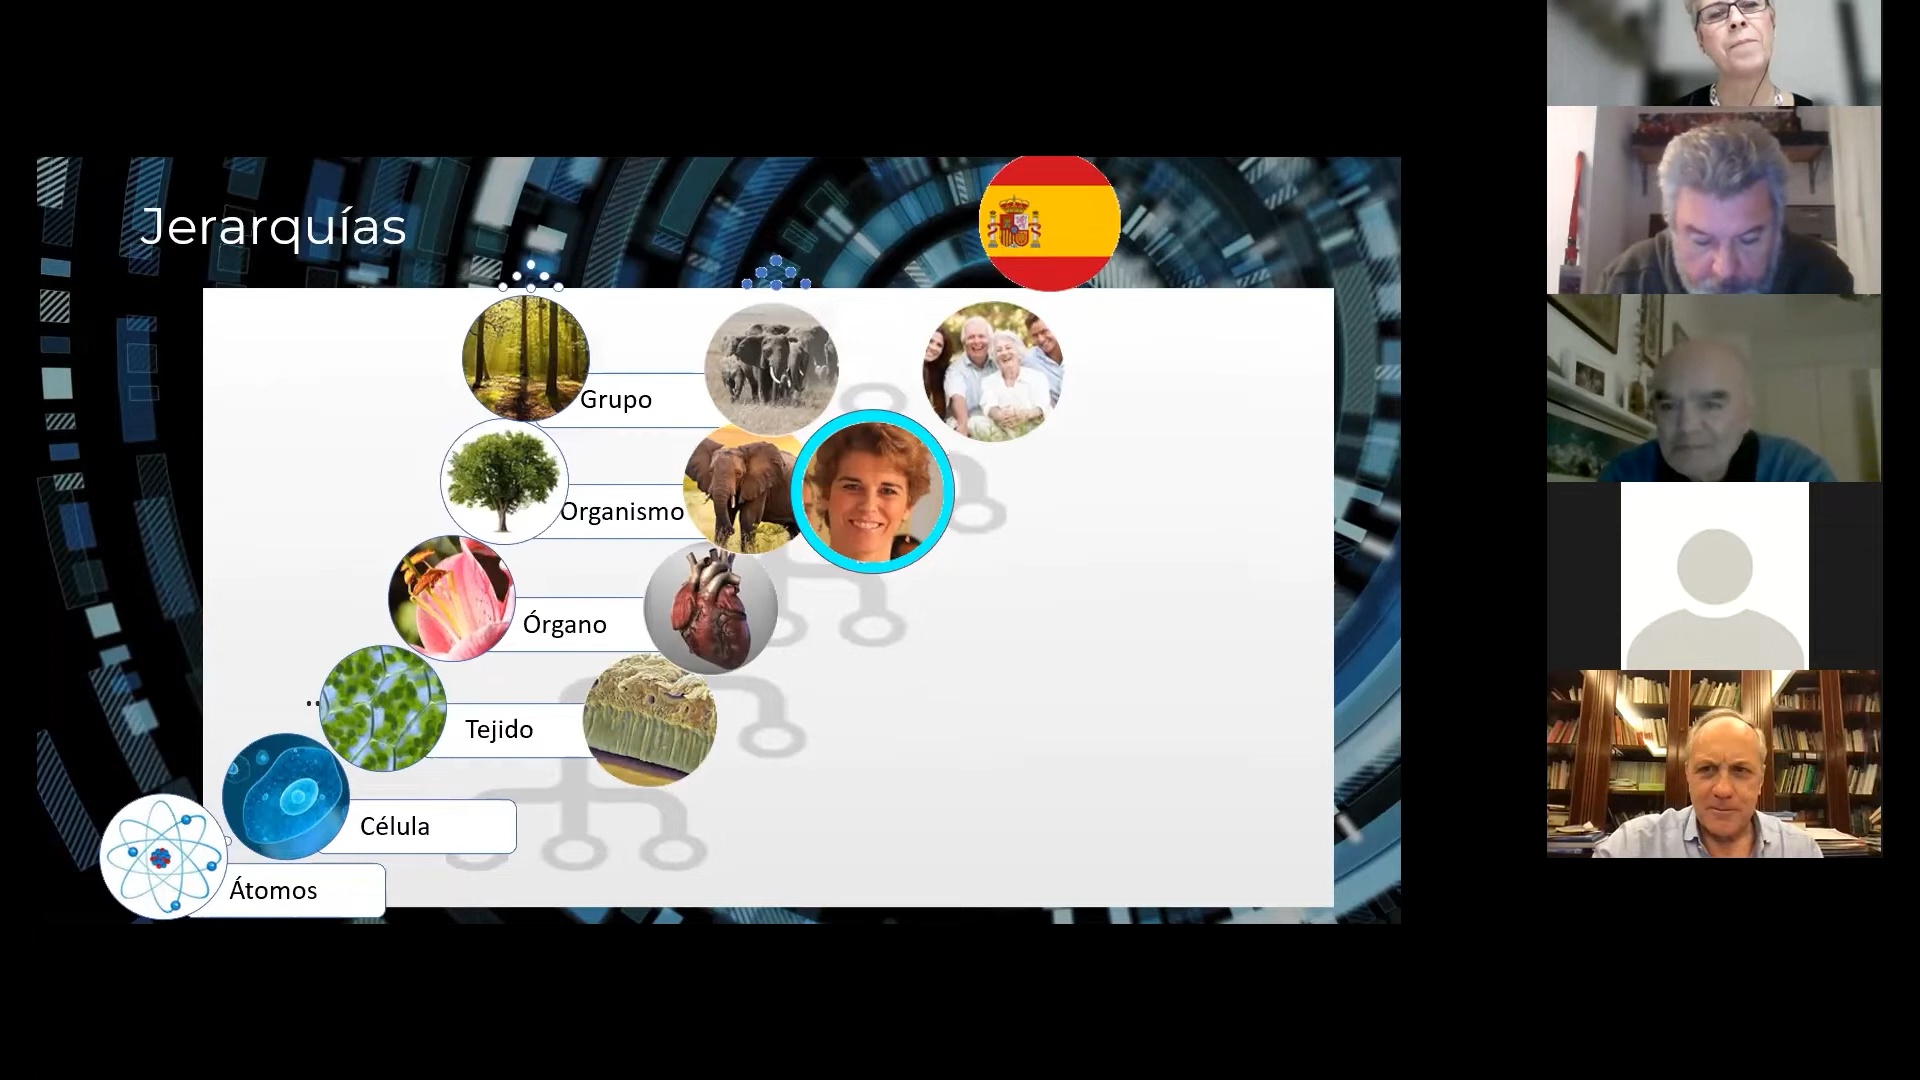 Jerarquías
Grupo
Organismo
Órgano
..
Tejido
Célula
Átomos